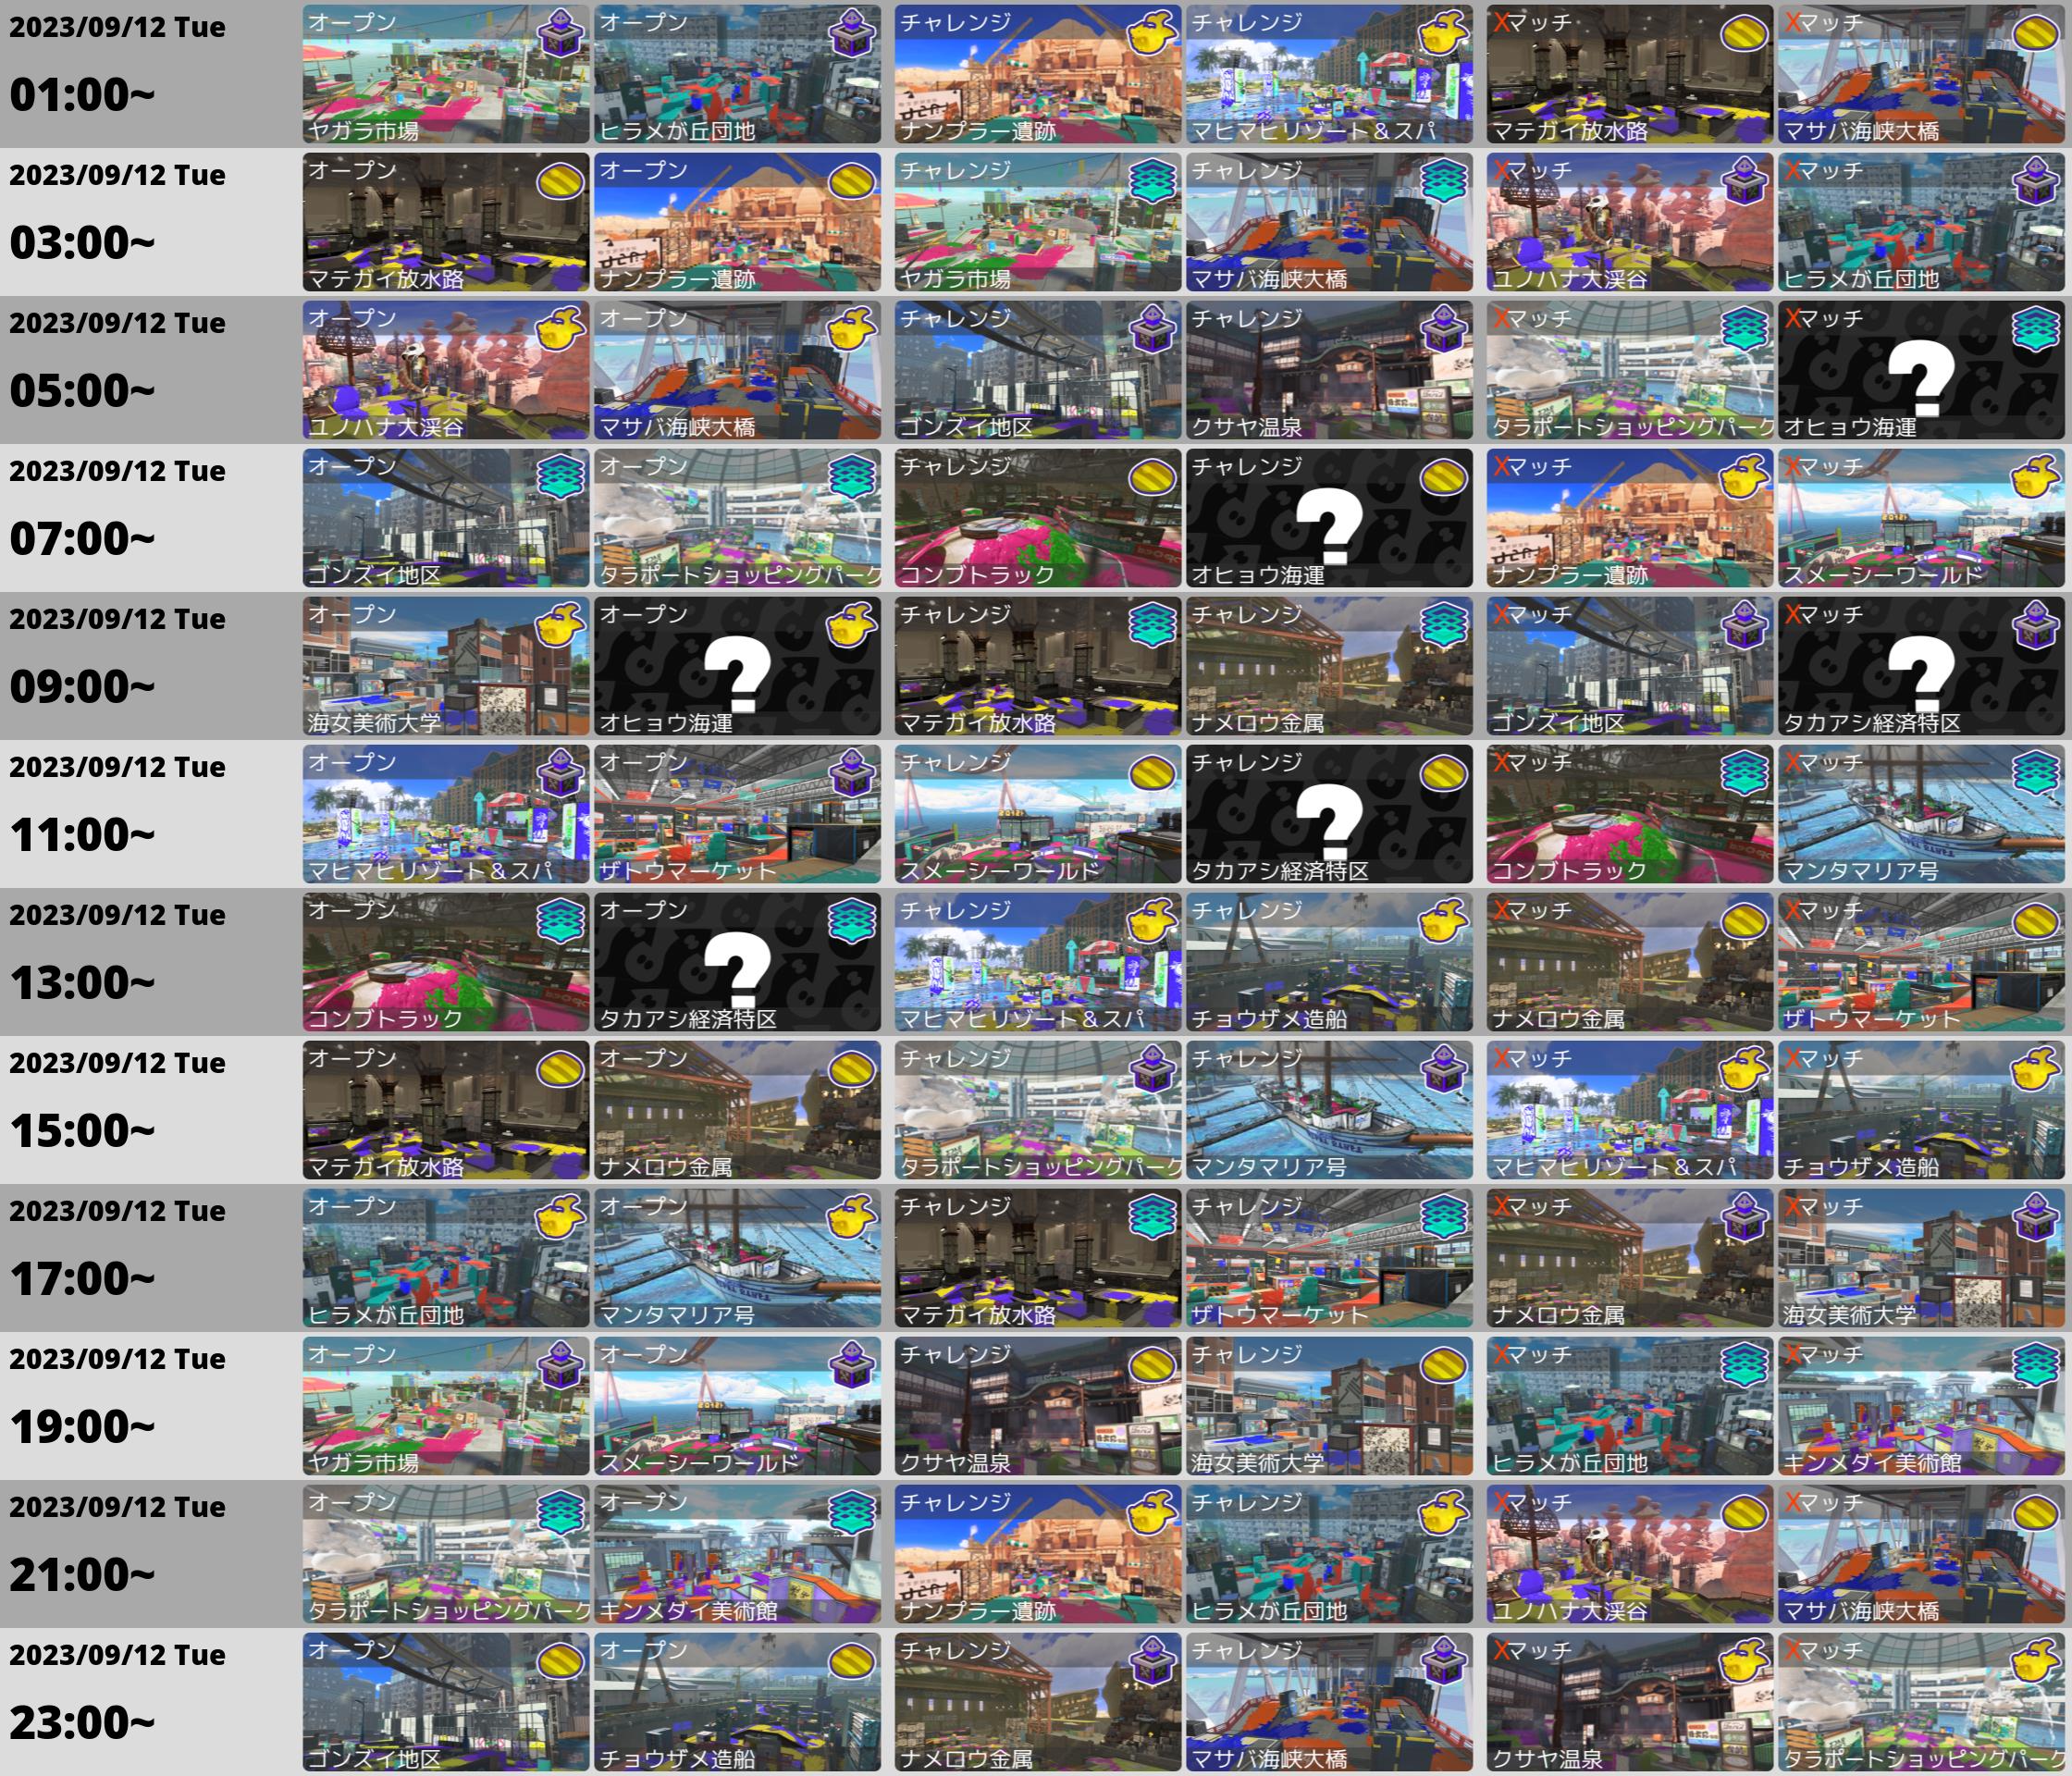 2023/09/12 Tue
01:00~
オープン オープン チャレンジ チャレンジ Xマッチ Xマッチ
ヤガラ市場 ヒラメが丘団地 ナンプラー遺跡 マヒマヒリゾート＆スパ マテガイ放水路 マサバ海峡大橋
2023/09/12 Tue
03:00~
オープン オープン チャレンジ チャレンジ Xマッチ Xマッチ
マテガイ放水路 ナンプラー遺跡 ヤガラ市場 マサバ海峡大橋 ユノハナ大渓谷 ヒラメが丘団地
2023/09/12 Tue
05:00~
オープン オープン チャレンジ チャレンジ Xマッチ Xマッチ
?
ユノハナ大渓谷 マサバ海峡大橋 ゴンズイ地区 クサヤ温泉 タラポートショッピングパーク オヒョウ海運
2023/09/12 Tue
07:00~
オープン オープン チャレンジ チャレンジ Xマッチ Xマッチ
?
ゴンズイ地区 タラポートショッピングパーク コンブトラック オヒョウ海運 ナンプラー遺跡 スメーシーワールド
2023/09/12 Tue
09:00~
オープン オープン チャレンジ チャレンジ Xマッチ Xマッチ
? ?
海女美術大学 オヒョウ海運 マテガイ放水路 ナメロウ金属 ゴンズイ地区 タカアシ経済特区
2023/09/12 Tue
11:00~
オープン オープン チャレンジ チャレンジ Xマッチ Xマッチ
?
マヒマヒリゾート＆スパ ザトウマーケット スメーシーワールド タカアシ経済特区 コンブトラック マンタマリア号
2023/09/12 Tue
13:00~
オープン オープン チャレンジ チャレンジ Xマッチ Xマッチ
?
コンブトラック タカアシ経済特区 マヒマヒリゾート＆スパ チョウザメ造船 ナメロウ金属 ザトウマーケット
2023/09/12 Tue
15:00~
オープン オープン チャレンジ チャレンジ Xマッチ Xマッチ
マテガイ放水路 ナメロウ金属 タラポートショッピングパーク マンタマリア号 マヒマヒリゾート＆スパ チョウザメ造船
2023/09/12 Tue
17:00~
オープン オープン チャレンジ チャレンジ Xマッチ Xマッチ
ヒラメが丘団地 マンタマリア号 マテガイ放水路 ザトウマーケット ナメロウ金属 海女美術大学
2023/09/12 Tue
19:00~
オープン オープン チャレンジ チャレンジ Xマッチ Xマッチ
ヤガラ市場 スメーシーワールド クサヤ温泉 海女美術大学 ヒラメが丘団地 キンメダイ美術館
2023/09/12 Tue
21:00~
オープン オープン チャレンジ チャレンジ Xマッチ Xマッチ
タラポートショッピングパーク キンメダイ美術館 ナンプラー遺跡 ヒラメが丘団地 ユノハナ大渓谷 マサバ海峡大橋
2023/09/12 Tue
23:00~
オープン オープン チャレンジ チャレンジ Xマッチ Xマッチ
ゴンズイ地区 チョウザメ造船 ナメロウ金属 マサバ海峡大橋 クサヤ温泉 タラポートショッピングパーク